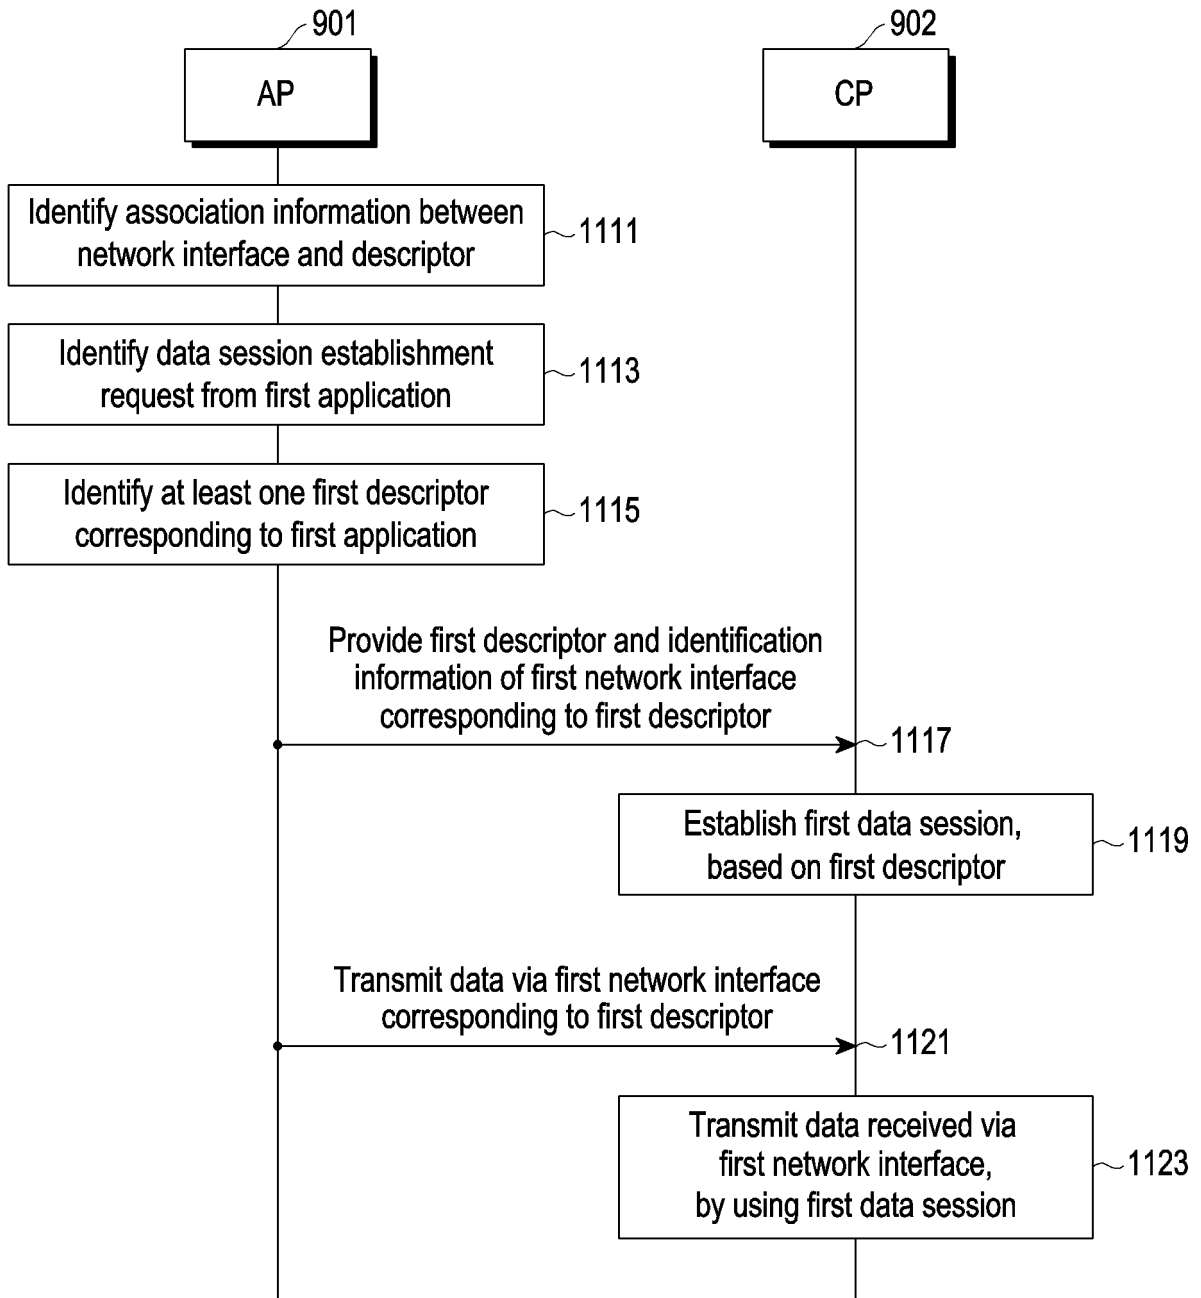 901
902
AP
CP
Identify association information between
network interface and descriptor
1111
Identify data session establishment
request from first application
1113
Identify at least one first descriptor
corresponding to first application
1115
Provide first descriptor and identification
information of first network interface
corresponding to first descriptor
1117
Establish first data session,
based on first descriptor
1119
Transmit data via first network interface
corresponding to first descriptor
1121
Transmit data received via
first network interface,
by using first data session
1123